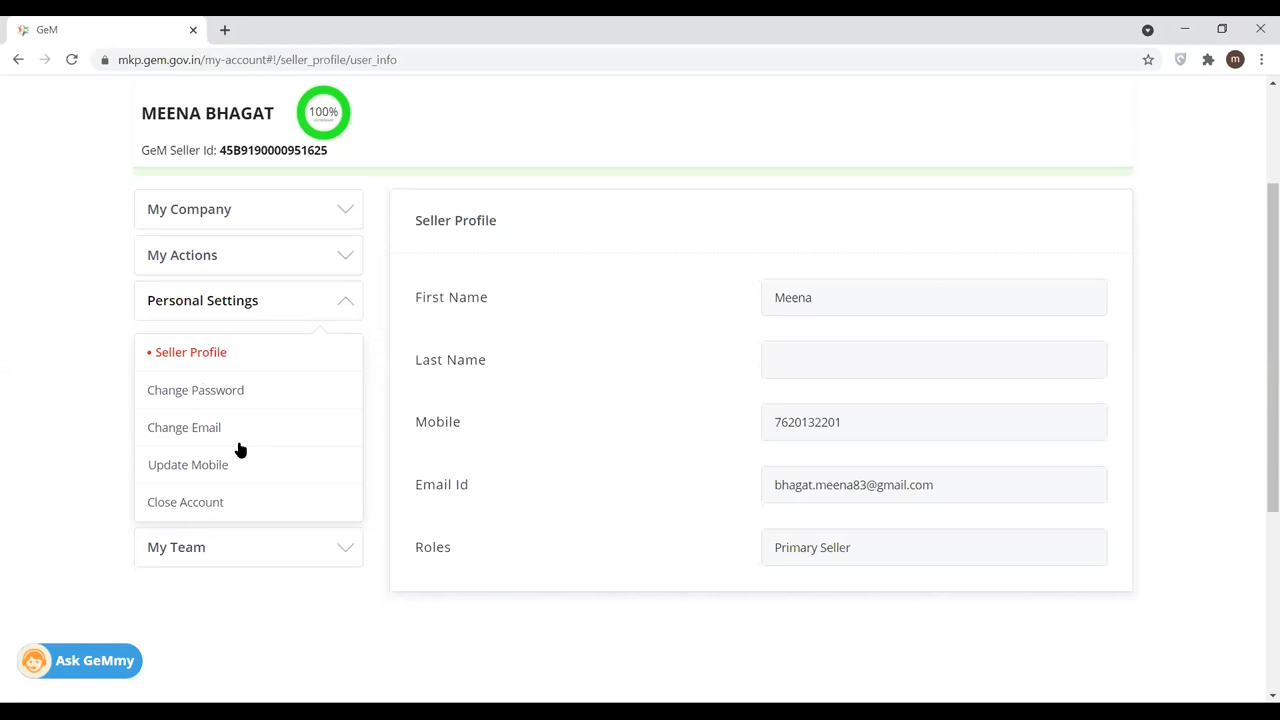 GeM
mkp.gem.gov.in/my-account#!/seller_profile/user_info
m
MEENA BHAGAT
100%
GeM Seller Id: 45B9190000951625
My Company
My Actions
Personal Settings
• Seller Profile
Change Password
Change Email
Update Mobile
Close Account
My Team
Seller Profile
First Name
Meena
Last Name
Mobile
7620132201
Email Id
bhagat.meena83@gmail.com
Roles
Primary Seller
Ask GeMmy